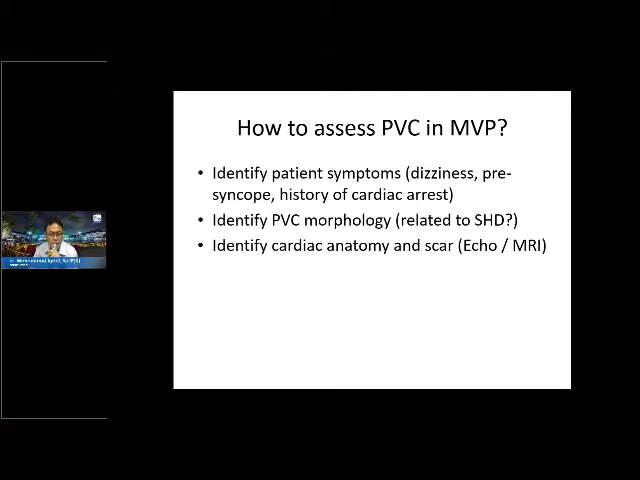 How to assess PVC in MVP?
• Identify patient symptoms (dizziness, pre-
syncope, history of cardiac arrest)
• Identify PVC morphology (related to SHD?)
• Identify cardiac anatomy and scar (Echo / MRI)